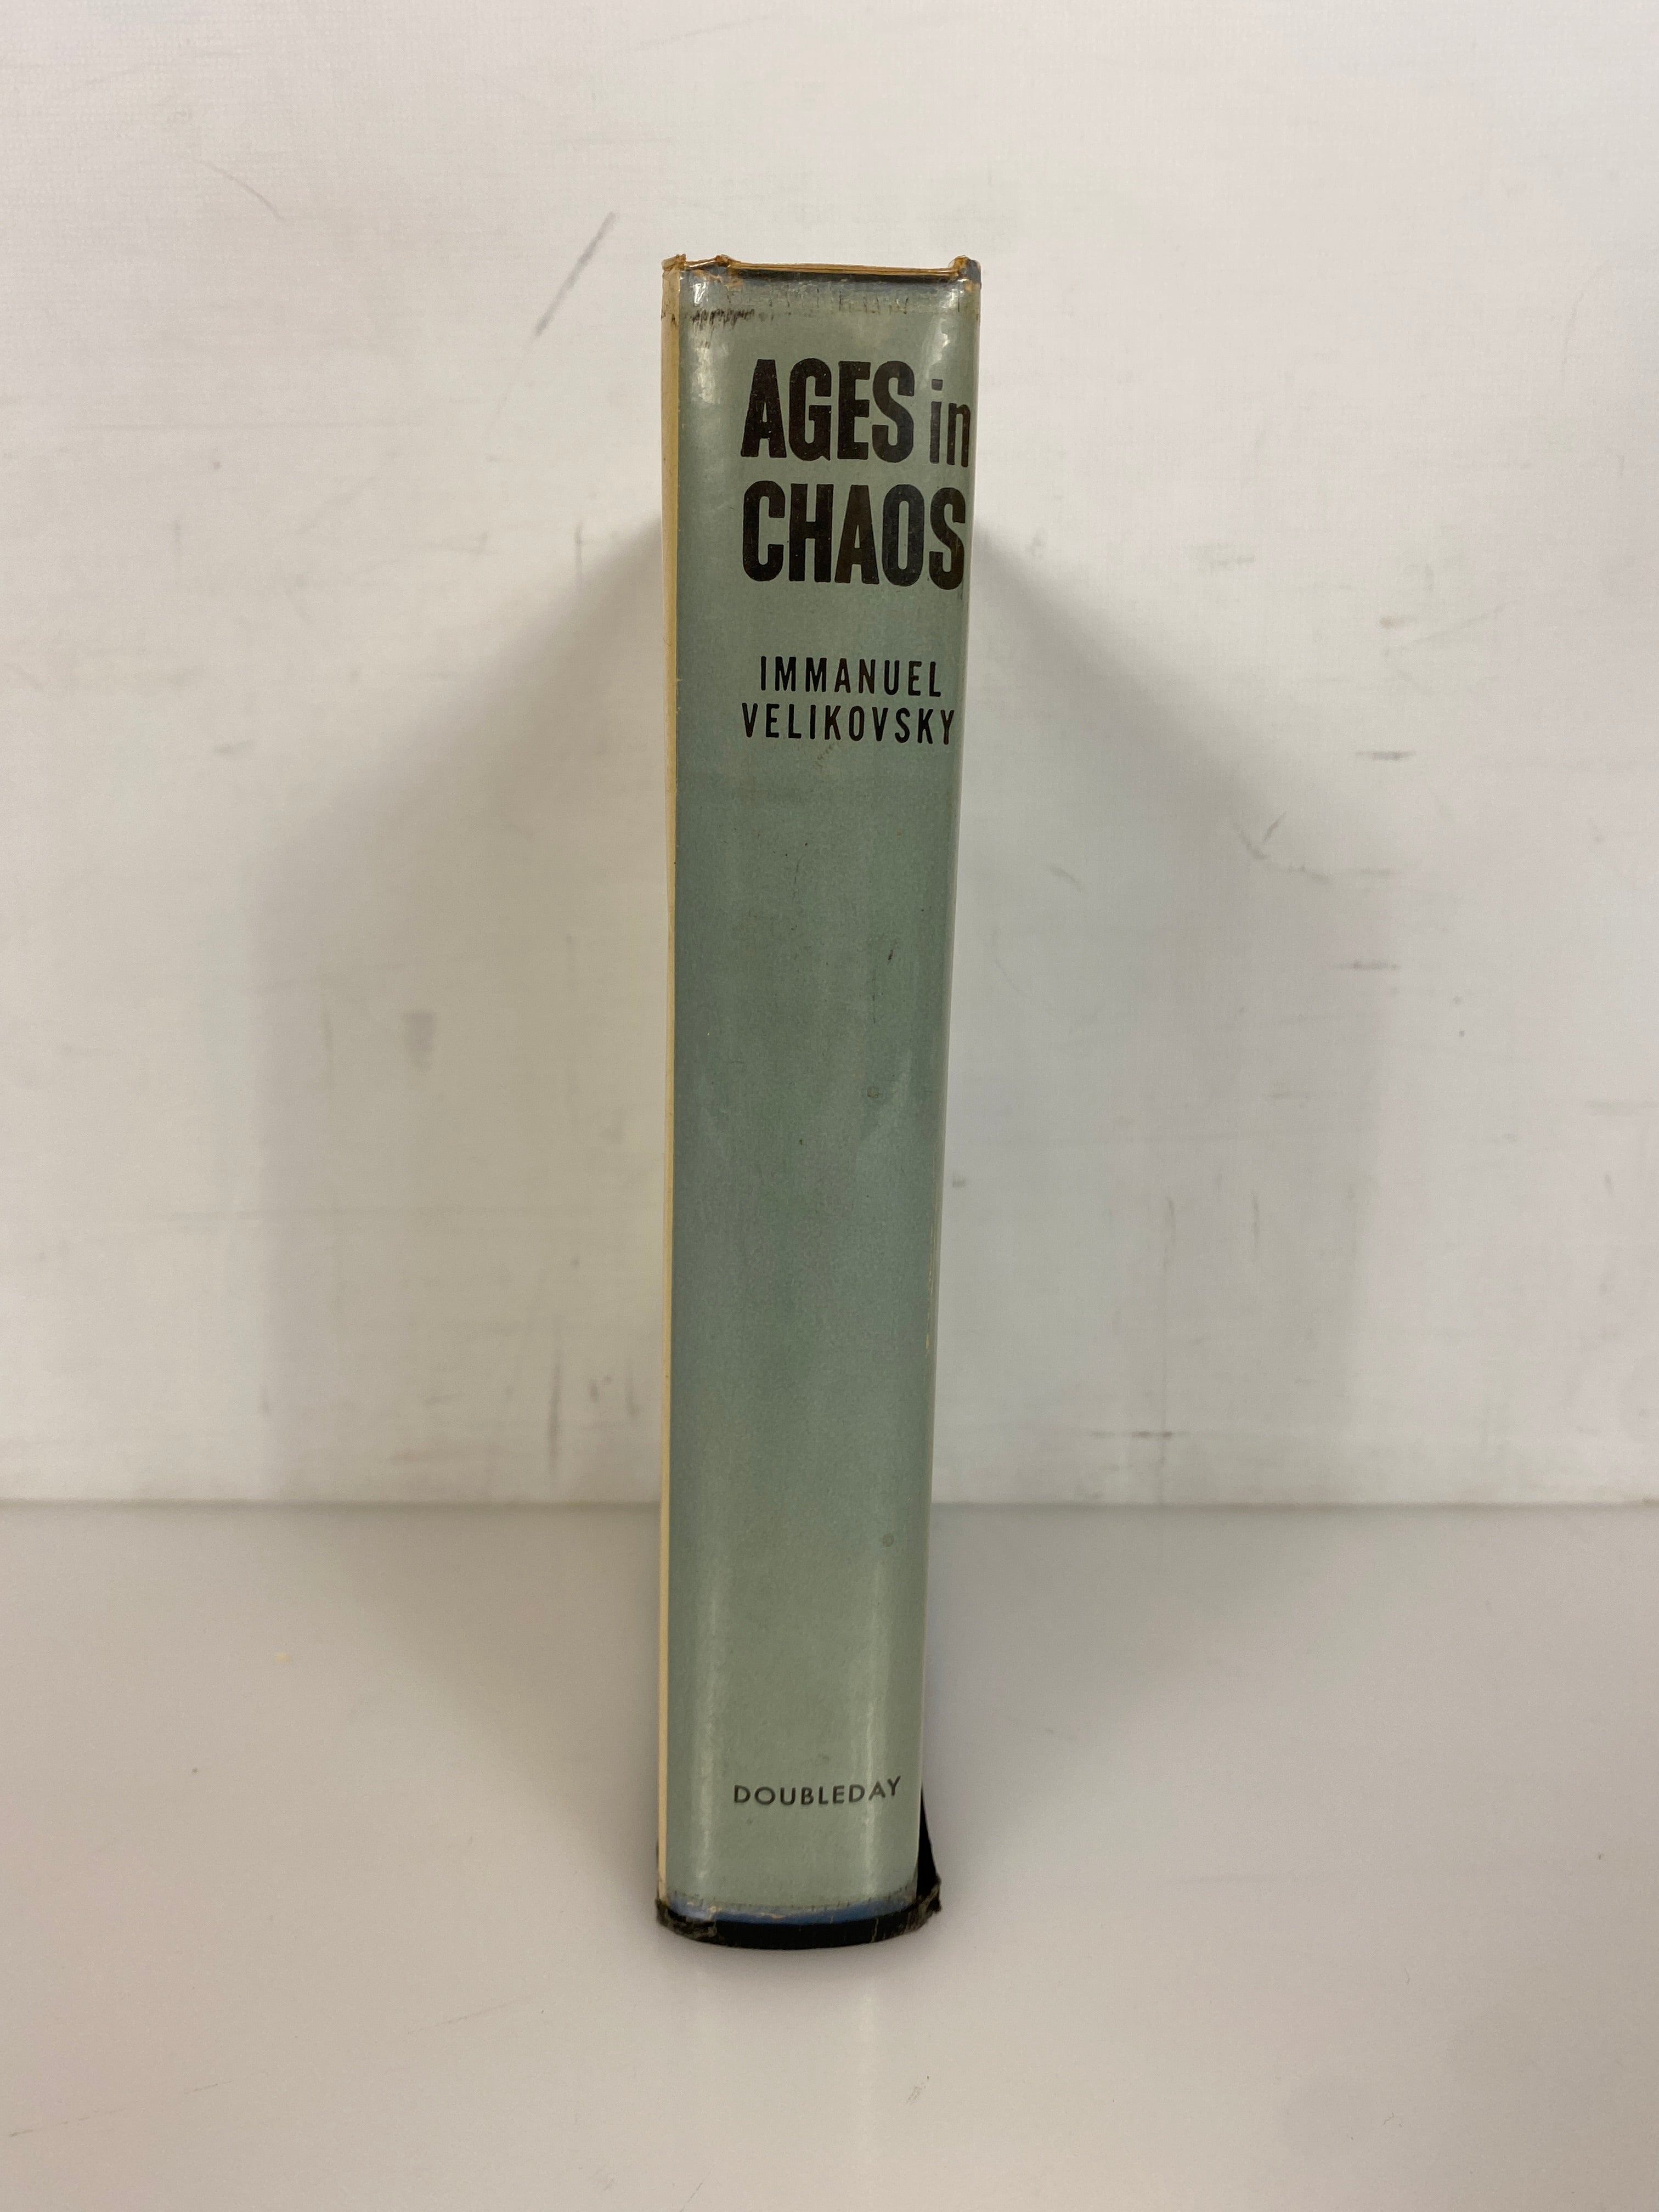 AGES in
CHAOS
IMMANUEL
VELIKOVSKY
DOUBLEDAY